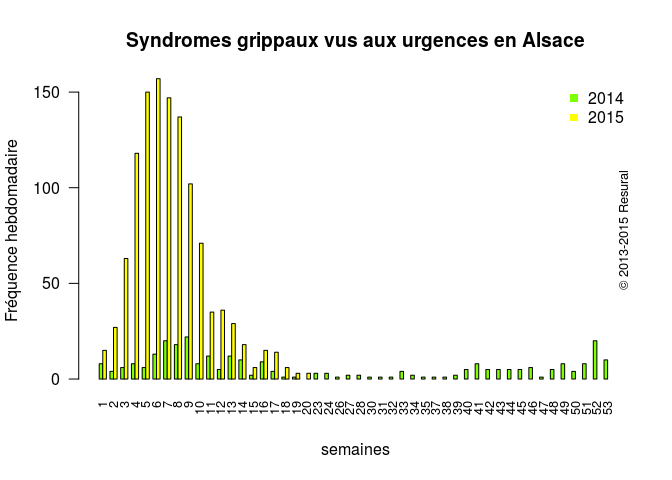 Syndromes grippaux vus aux urgences en Alsace
2014
2015
Fréquence hebdomadaire
150
100
50
0
1 2 3 4 5 6 7 8 9 10 11 12 13 14 15 16 17 18 19 20 23 24 26 27 28 30 31 32 33 34 35 37 38 39 40 41 42 43 44 45 46 47 48 49 50 51 52 53
semaines
© 2013-2015 Resural